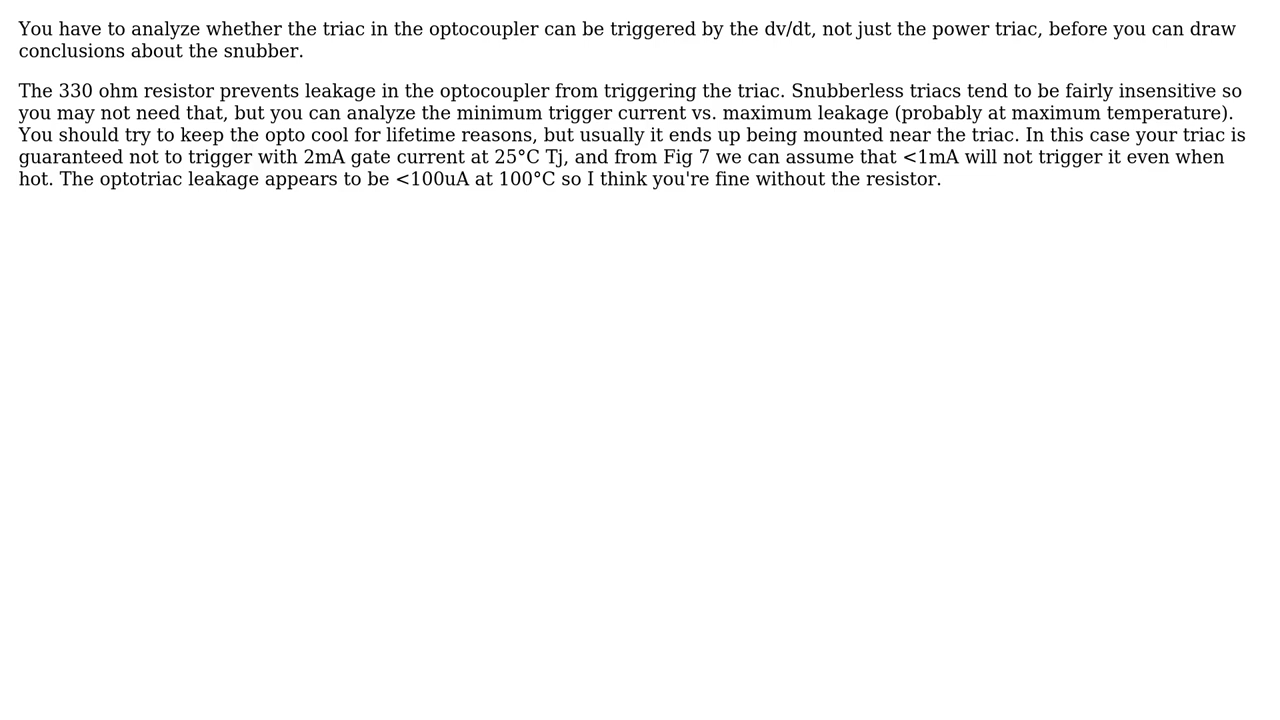 You have to analyze whether the triac in the optocoupler can be triggered by the dv/dt, not just the power triac, before you can draw
conclusions about the snubber.
The 330 ohm resistor prevents leakage in the optocoupler from triggering the triac. Snubberless triacs tend to be fairly insensitive so
you may not need that, but you can analyze the minimum trigger current vs. maximum leakage (probably at maximum temperature).
You should try to keep the opto cool for lifetime reasons, but usually it ends up being mounted near the triac. In this case your triac is
guaranteed not to trigger with 2mA gate current at 25°C Tj, and from Fig 7 we can assume that <1mA will not trigger it even when
hot. The optotriac leakage appears to be <100uA at 100°C so I think you're fine without the resistor.